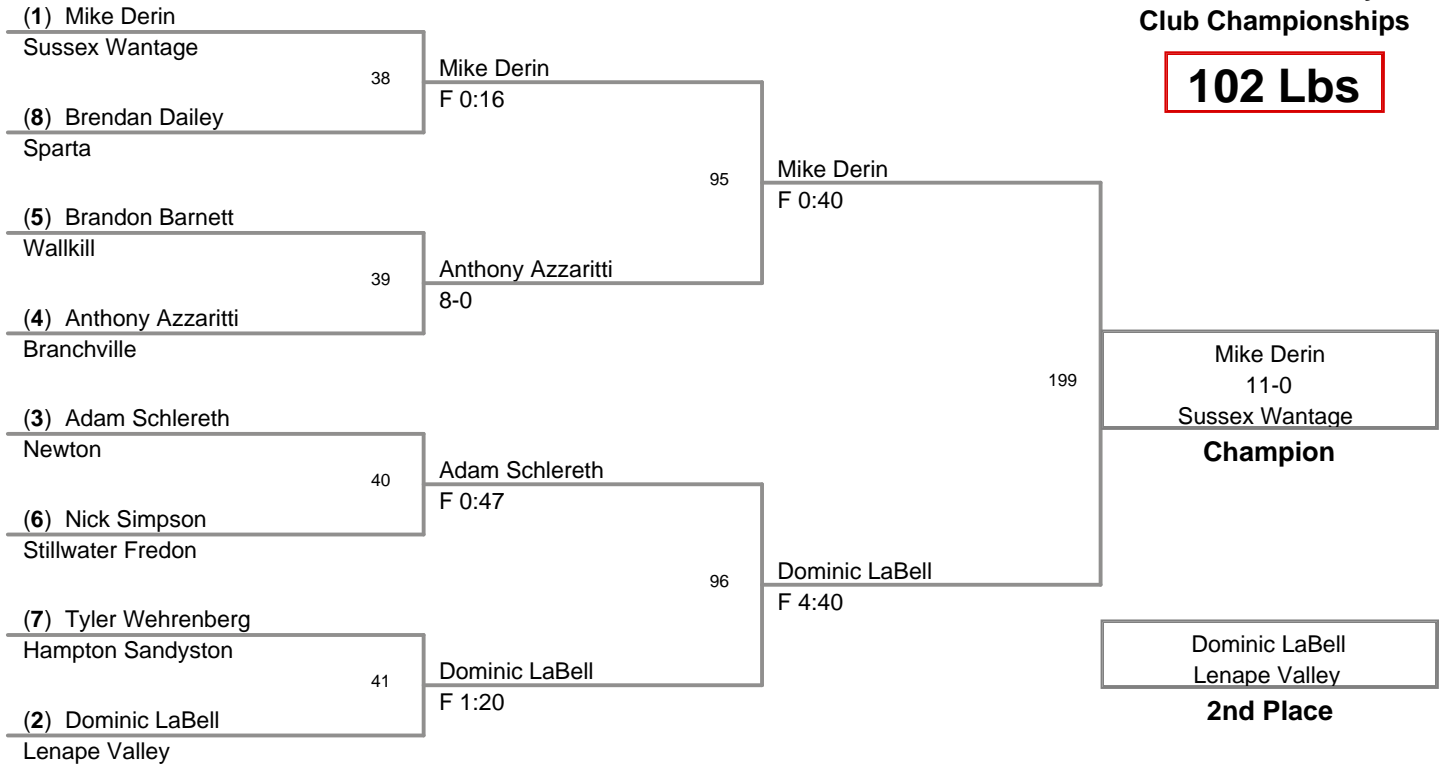 Club Championships
102 Lbs
(1) Mike Derin
Sussex Wantage
38
(8) Brendan Dailey
Sparta
Mike Derin
F 0:16
(5) Brandon Barnett
Wallkill
39
(4) Anthony Azzaritti
Branchville
Anthony Azzaritti
8-0
95
Mike Derin
F 0:40
(3) Adam Schlereth
Newton
40
(6) Nick Simpson
Stillwater Fredon
Adam Schlereth
F 0:47
(7) Tyler Wehrenberg
Hampton Sandyston
41
(2) Dominic LaBell
Lenape Valley
Dominic LaBell
F 1:20
96
Dominic LaBell
F 4:40
199
Mike Derin
11-0
Sussex Wantage
Champion
Dominic LaBell
Lenape Valley
2nd Place